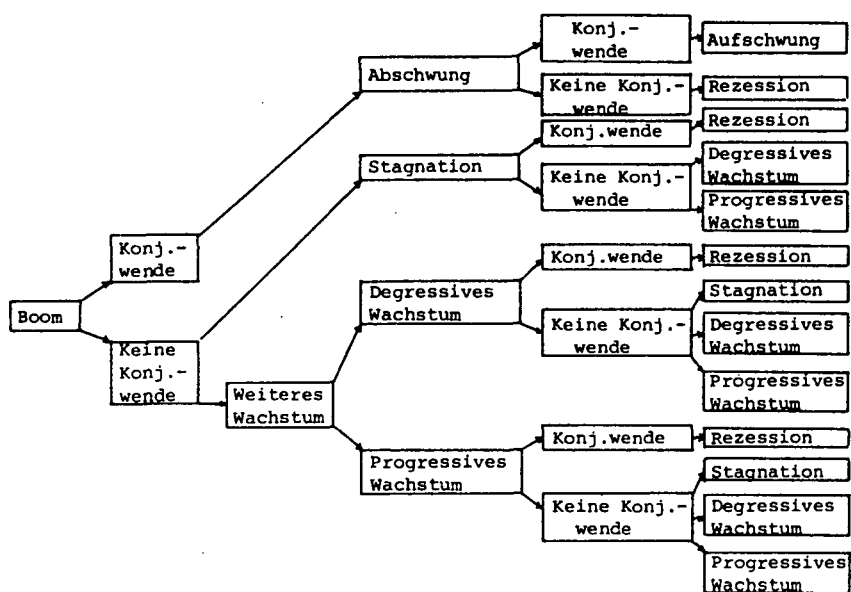 Boom
Konj.-
wende
Keine
Konj.-
wende
Weiteres
Wachstum
Abschwung
Stagnation
Degressives
Wachstum
Progressives
Wachstum
Konj.-
wende
Keine Konj.-
wende
Konj.wende
Keine Konj.-
wende
Konj.wende
Keine Konj.-
wende
Konj.wende
Keine Konj.-
wende
Aufschwung
Rezession
Rezession
Degressives
Wachstum
Progressives
Wachstum
Rezession
Stagnation
Degressives
Wachstum
Progressives
Wachstum
Rezession
Stagnation
Degressives
Wachstum
Progressives
Wachstum